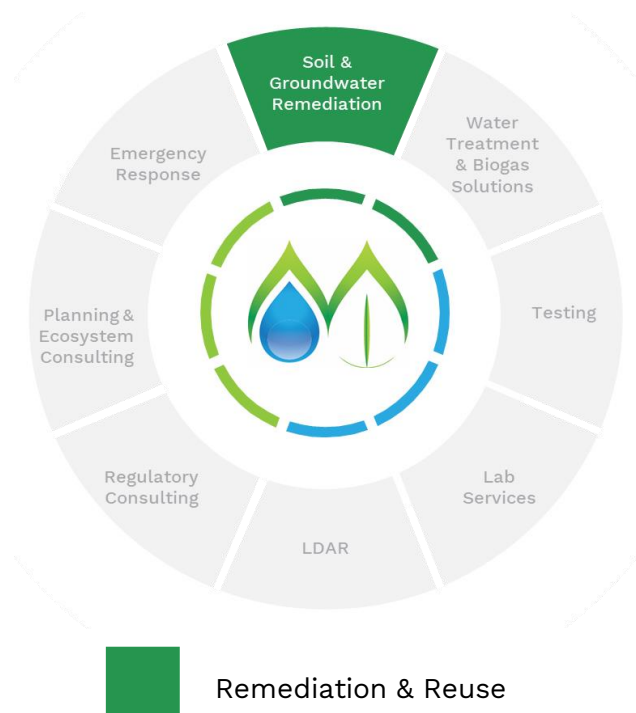 Soil &
Groundwater
Remediation
Water
Treatment
& Biogas
Solutions
Testing
Lab
Services
LDAR
Regulatory
Consulting
Planning &
Ecosystem
Consulting
Emergency
Response
Remediation & Reuse